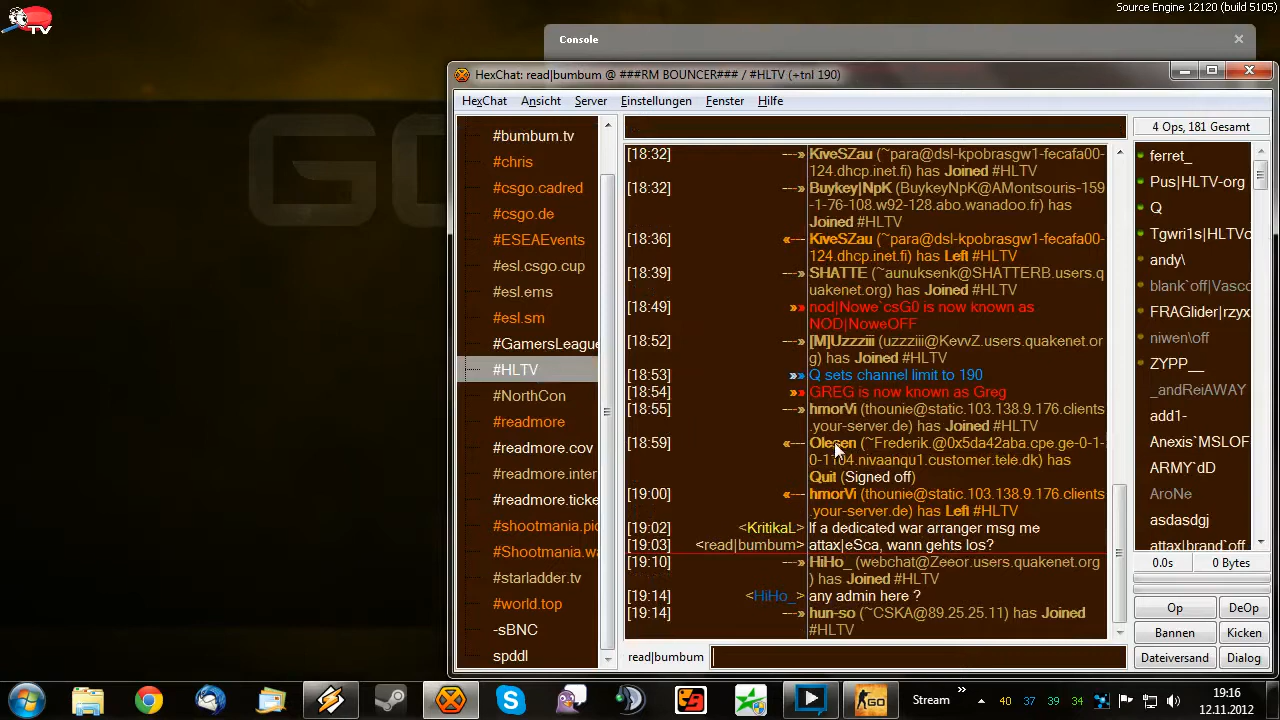 TV
Source Engine 12120 (build 5105)
Console
HexChat: read|bumbum @ ###RM BOUNCER### / #HLTV (+tnl 190)
HexChat Ansicht Server Einstellungen Fenster Hilfe
#bumbum.tv
#chris
#csgo.cadred
#csgo.de
#ESEAEvents
#esl.csgo.cup
#esl.ems
#esl.sm
#GamersLeague
#HLTV
#NorthCon
#readmore
#readmore.cov
#readmore.inter
#readmore.ticke
#shootmania.pic
#Shootmania.wa
#starladder.tv
#world.top
-sBNC
spddl
[18:32] KiveSZau (~para@dsl-kpobrasgw1-fecafa00-
124.dhcp.inet.fi) has Joined #HLTV
[18:32] Buykey|NpK (BuykeyNpK@AMontsouris-159
-1-76-108.w92-128.abo.wanadoo.fr) has
Joined #HLTV
[18:36] KiveSZau (~para@dsl-kpobrasgw1-fecafa00-
124.dhcp.inet.fi) has Left #HLTV
[18:39] SHATTE (~aunuksenk@SHATTERB.users.q
uakenet.org) has Joined #HLTV
[18:49] nod|Nowe`csG0 is now known as
NOD|NoweOFF
[18:52] [M]Uzzziii (uzzziii@KevvZ.users.quakenet.or
g) has Joined #HLTV
[18:53] Q sets channel limit to 190
[18:54] GREG is now known as Greg
[18:55] hmorVi (thounie@static.103.138.9.176.clients
.your-server.de) has Joined #HLTV
[18:59] Olesen (~Frederik.@0x5da42aba.cpe.ge-0-1-
0-1104.nivaanqu1.customer.tele.dk) has
Quit (Signed off)
[19:00] hmorVi (thounie@static.103.138.9.176.clients
.your-server.de) has Left #HLTV
[19:02] <KritikaL> If a dedicated war arranger msg me
[19:03] <read|bumbum> attax|eSca, wann gehts los?
[19:10] HiHo_ (webchat@Zeeor.users.quakenet.org
) has Joined #HLTV
[19:14] <HiHo_> any admin here ?
[19:14] hun-so (~CSKA@89.25.25.11) has Joined
#HLTV
read|bumbum
4 Ops, 181 Gesamt
ferret_
Pus|HLTV-org
Q
Tgwri1s|HLTVo
andy\
blank`off|Vasco
FRAGlider|rzyx
niwen\off
ZYPP__
_andReiAWAY
add1-
Anexis`MSLOF
ARMY`dD
AroNe
asdasdgj
attax|brand`off
0.0s 0 Bytes
Op DeOp
Bannen Kicken
Dateiversand Dialog
GO
Stream » 40 37 39 34
19:16
12.11.2012